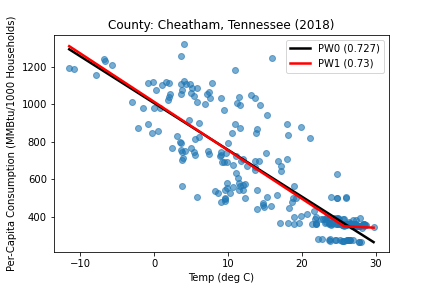 County: Cheatham, Tennessee (2018)
PW0 (0.727)
PW1 (0.73)
Per-Capita Consumption (MMBtu/1000 Households)
1200
1000
800
600
400
−10
0
10
20
30
Temp (deg C)